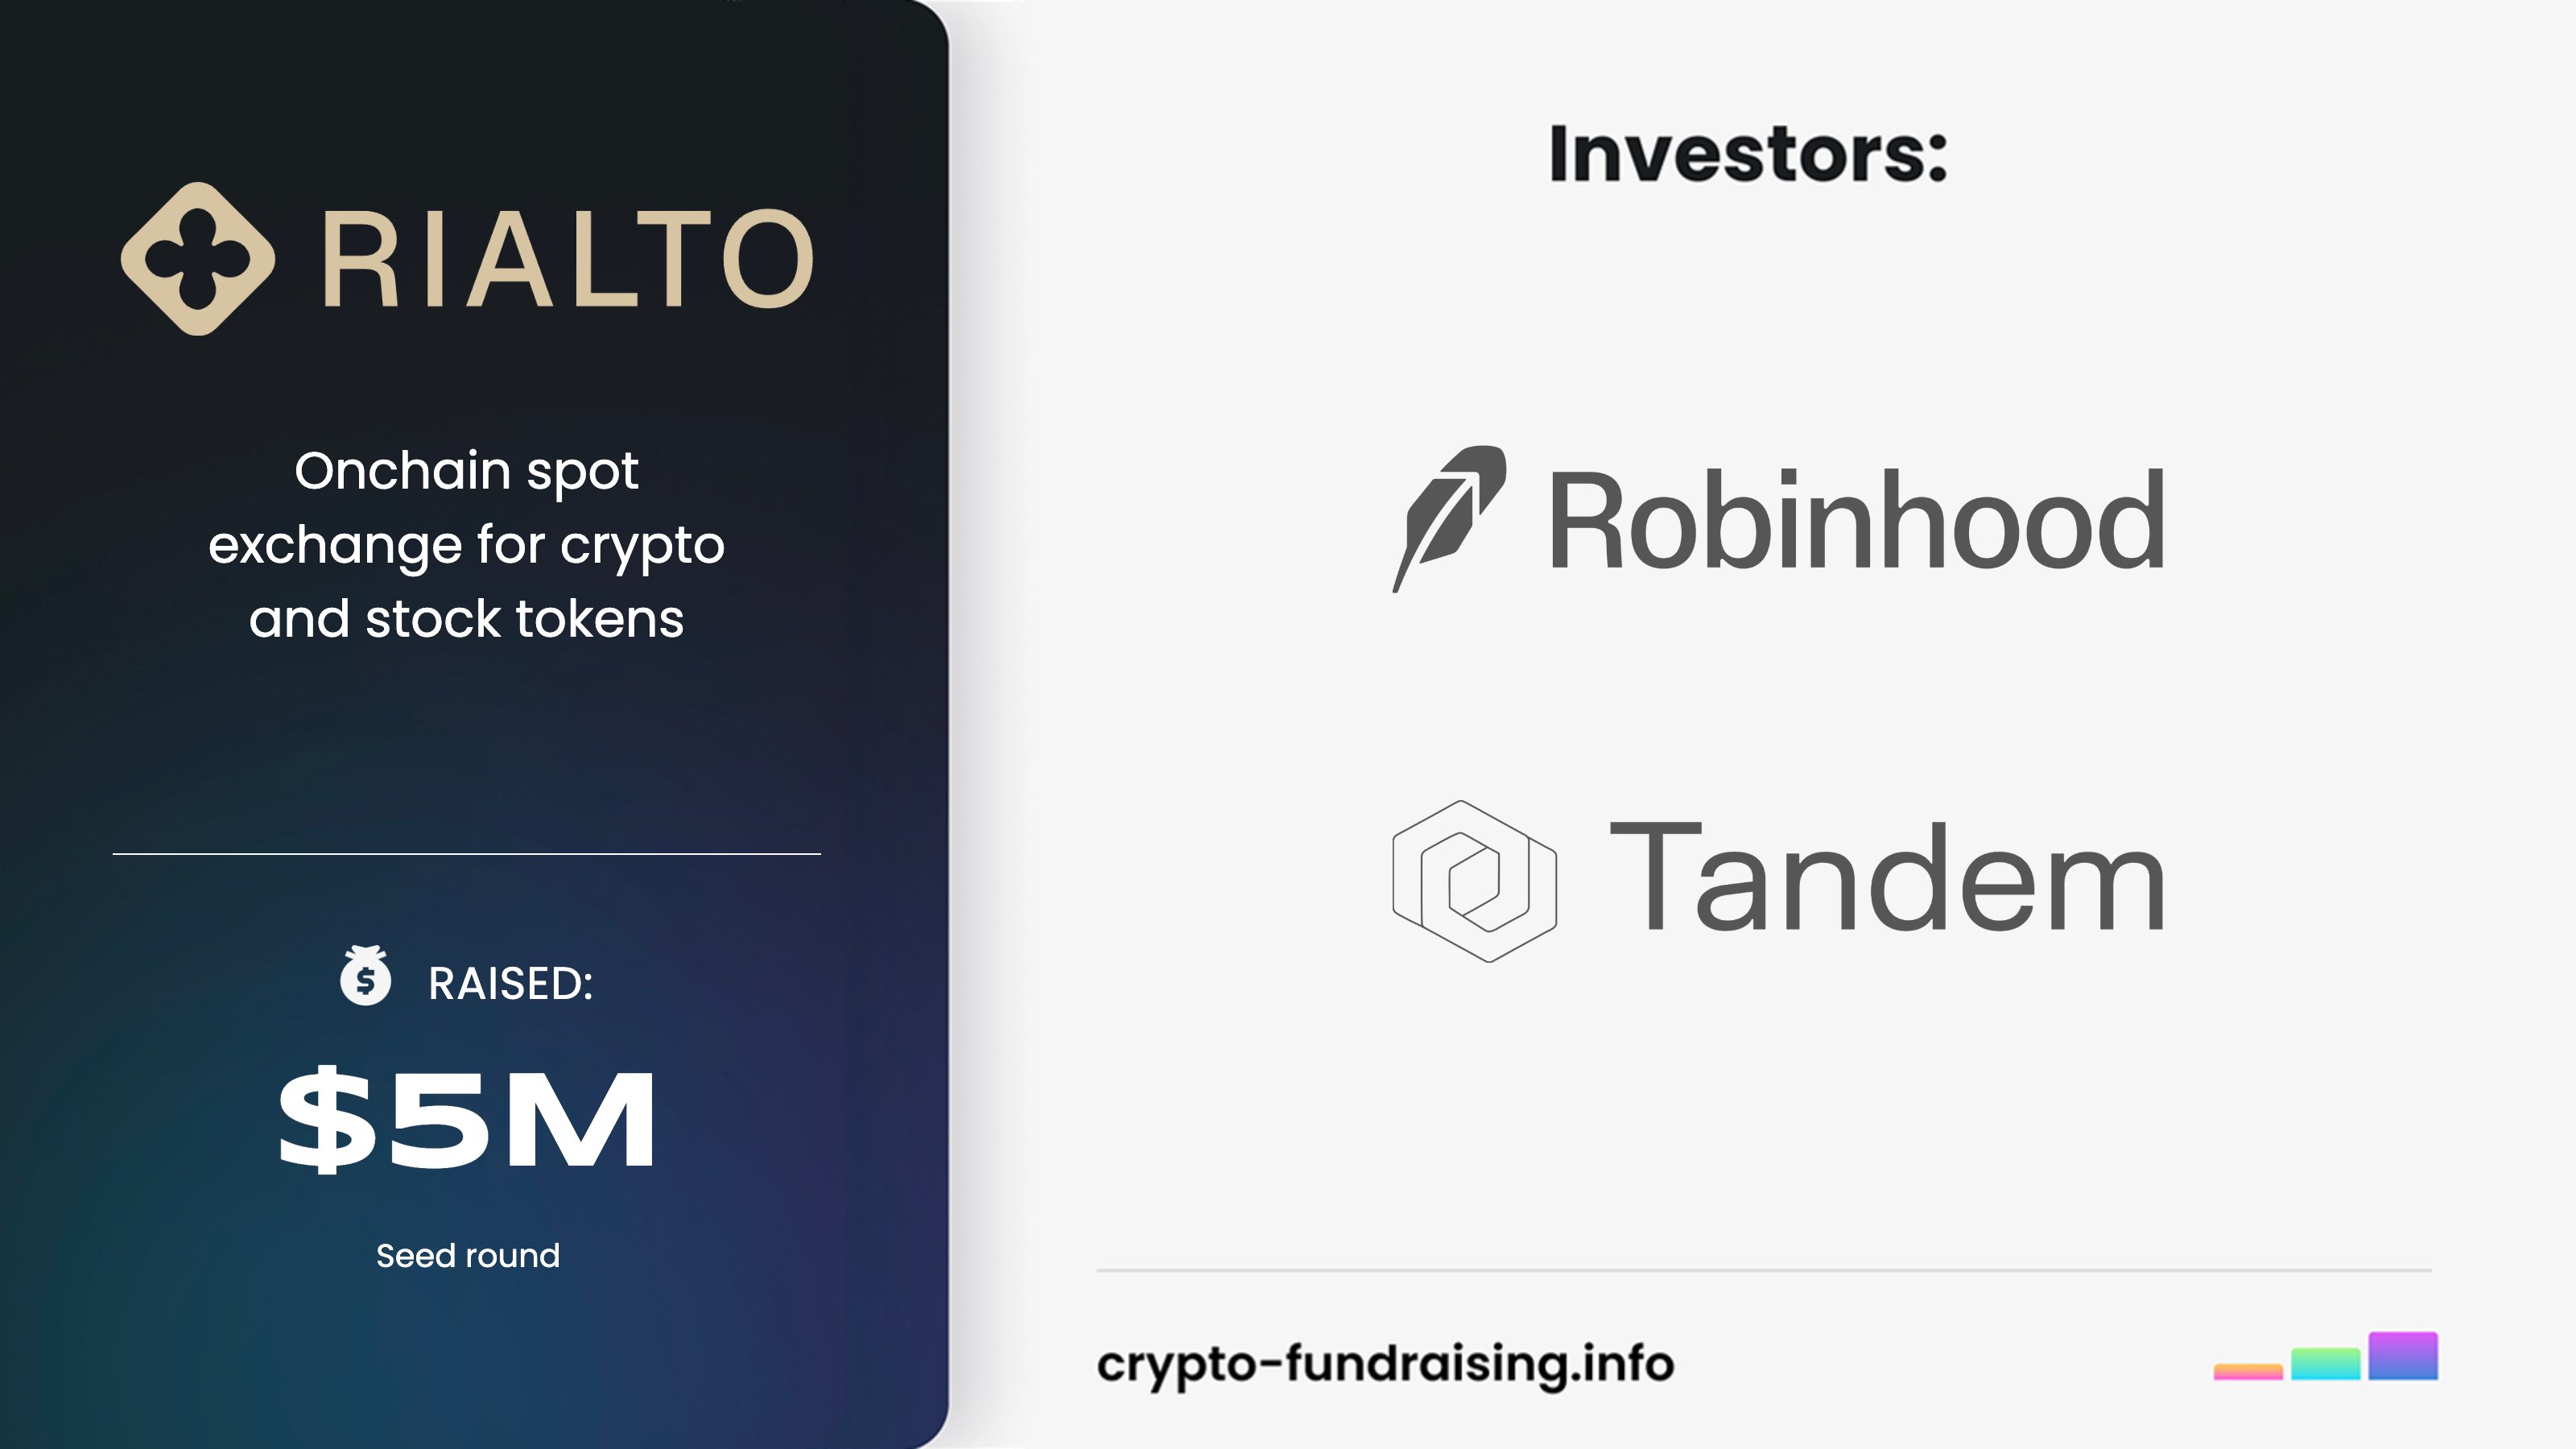 RIALTO
Onchain spot
exchange for crypto
and stock tokens
$ RAISED:
$5M
Seed round
Investors:
Robinhood
Tandem
crypto-fundraising.info